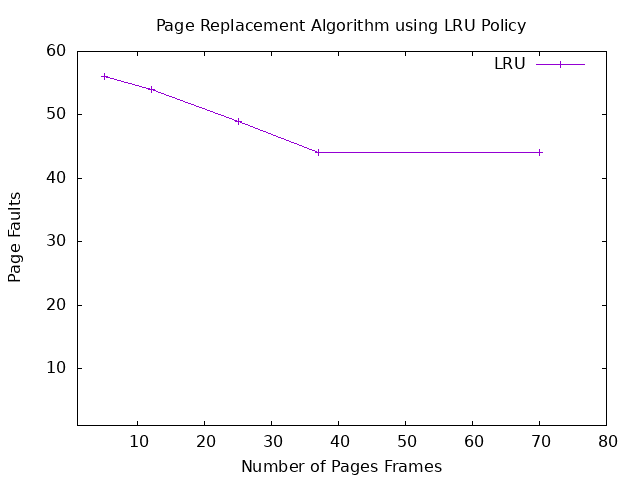 Page Replacement Algorithm using LRU Policy
60
LRU
50
40
30
20
10
Page Faults
10 20 30 40 50 60 70 80
Number of Pages Frames